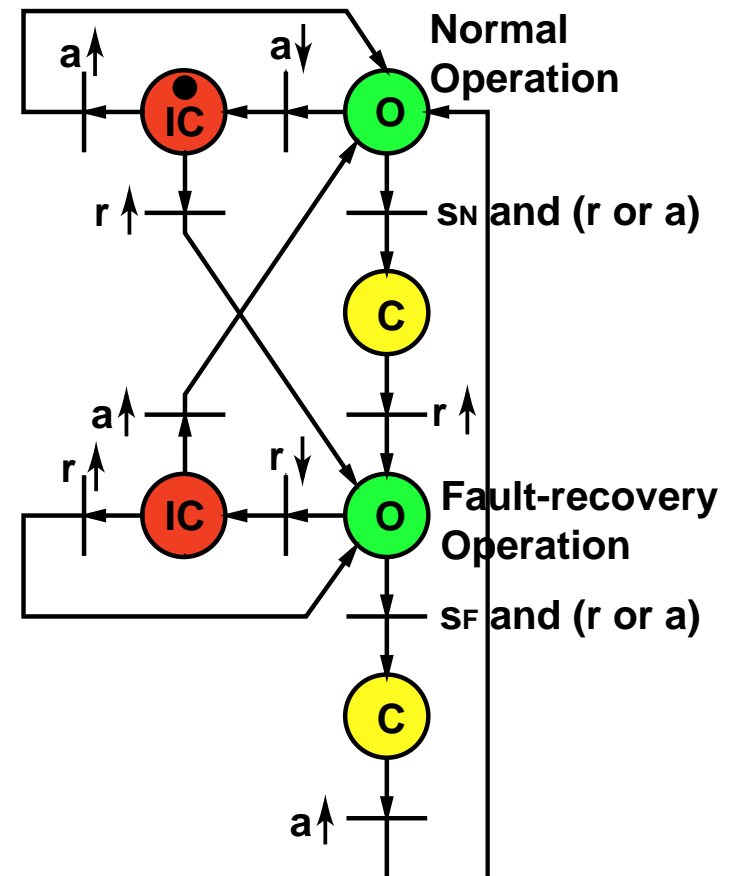 Normal
Operation
a↑
a↓
IC
O
r↑
sN and (r or a)
C
a↑
r↑
r↑
r↓
IC
O
Fault-recovery
Operation
sF and (r or a)
C
a↑